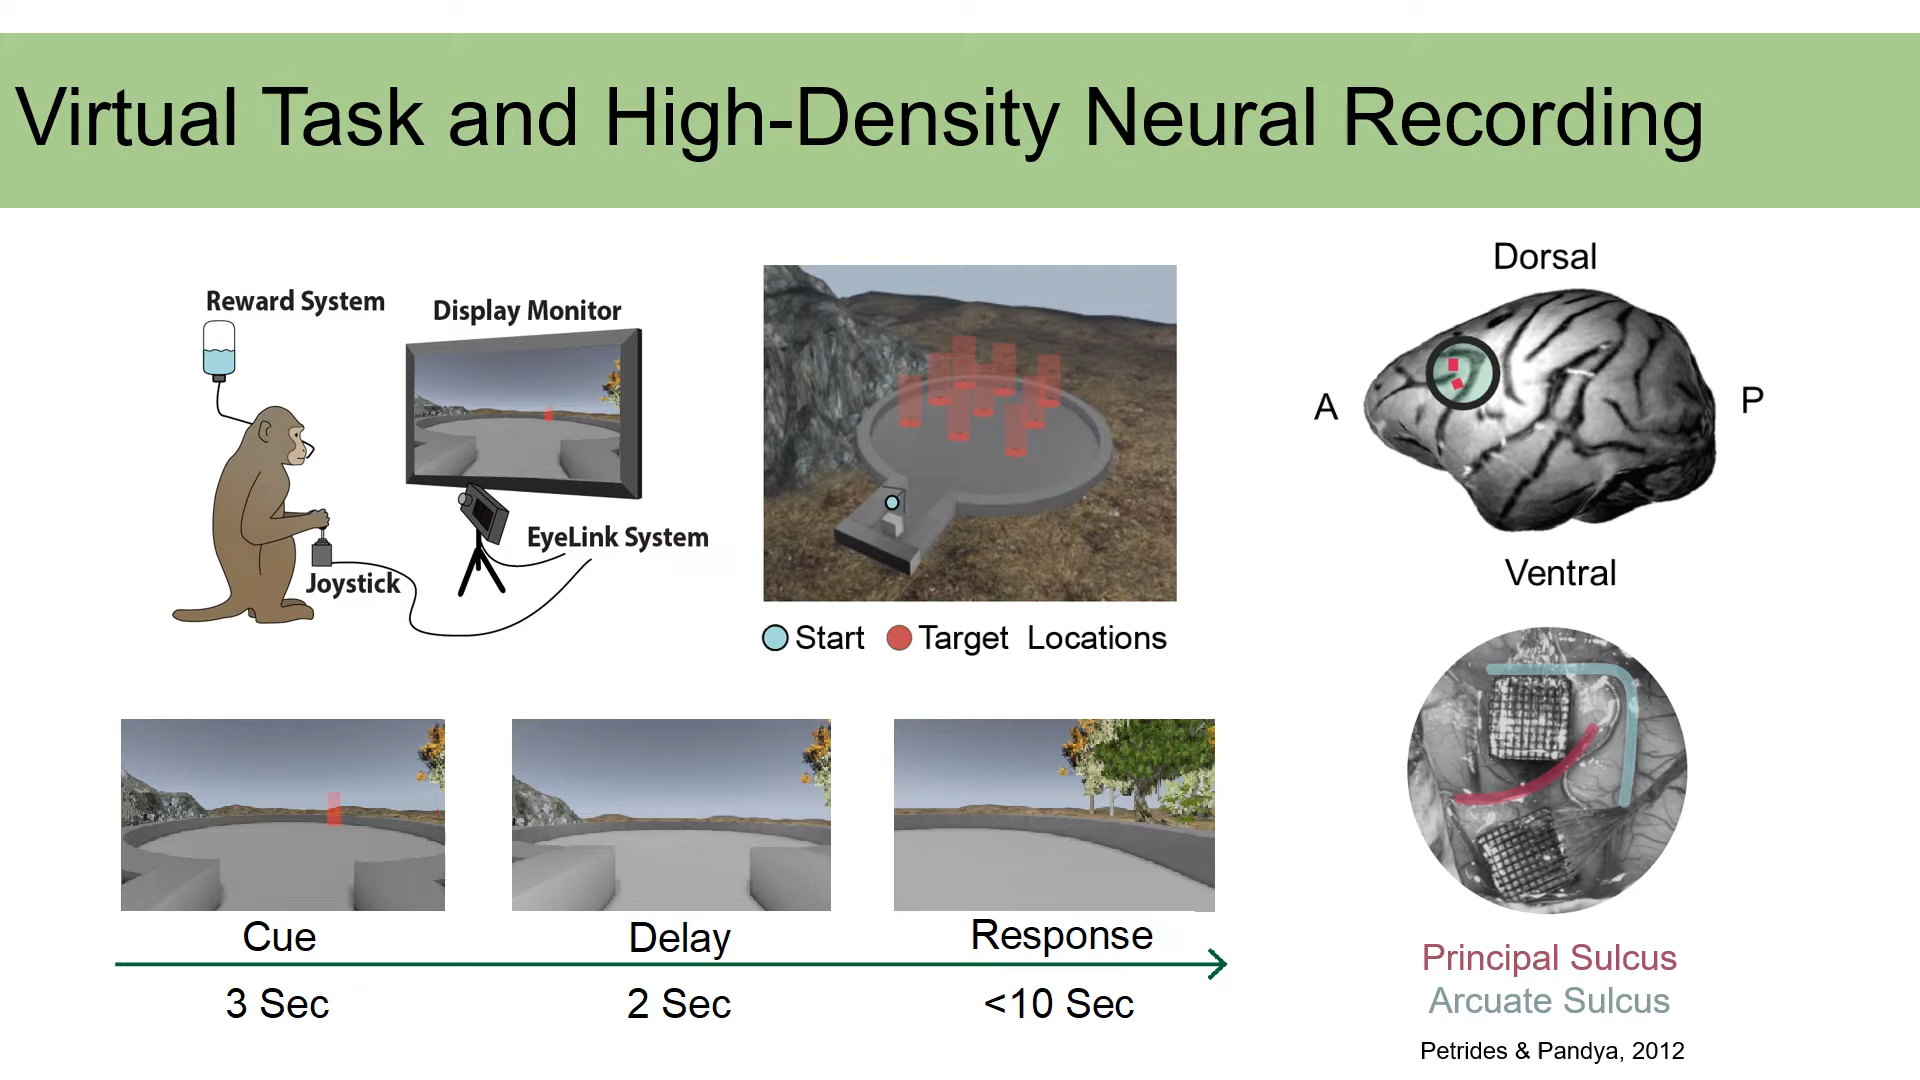 Virtual Task and High-Density Neural Recording
Reward System
Display Monitor
EyeLink System
Joystick
Start
Target Locations
Dorsal
A
P
Ventral
Cue
Delay
Response
3 Sec
2 Sec
<10 Sec
Principal Sulcus
Arcuate Sulcus
Petrides & Pandya, 2012